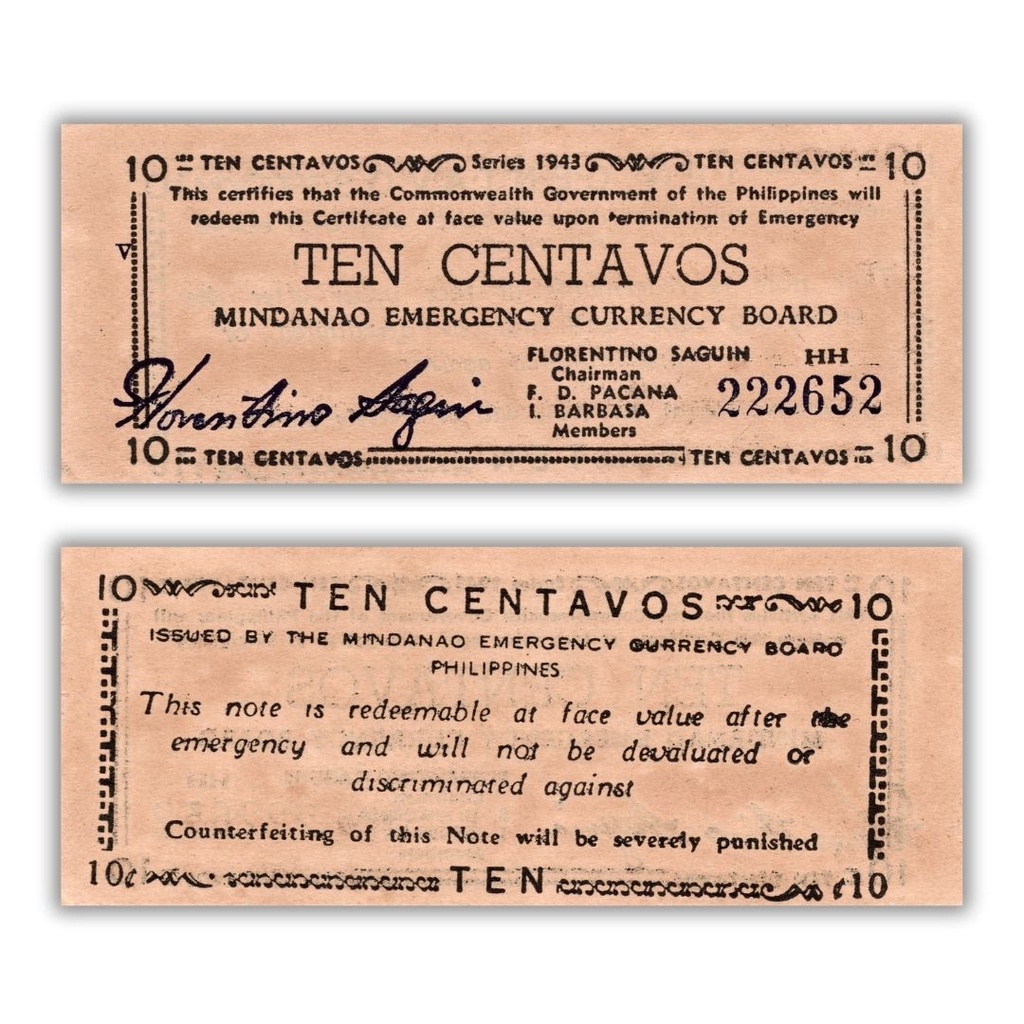 10 TEN CENTAVOS Series 1943 TEN CENTAVOS 10
This certifies that the Commonwealth Government of the Philippines will
redeem this Certifcate at face value upon termination of Emergency
TEN CENTAVOS
MINDANAO EMERGENCY CURRENCY BOARD
FLORENTINO SAGUIN HH
Chairman
F. D. PACANA 222652
I. BARBASA
Members
Florentino Saguin
10 TEN CENTAVOS TEN CENTAVOS 10
10 TEN CENTAVOS 10
ISSUED BY THE MINDANAO EMERGENCY CURRENCY BOARD
PHILIPPINES
This note is redeemable at face value after the
emergency and will not be devaluated or
discriminated against
Counterfeiting of this Note will be severely punished
10¢ TEN ¢10